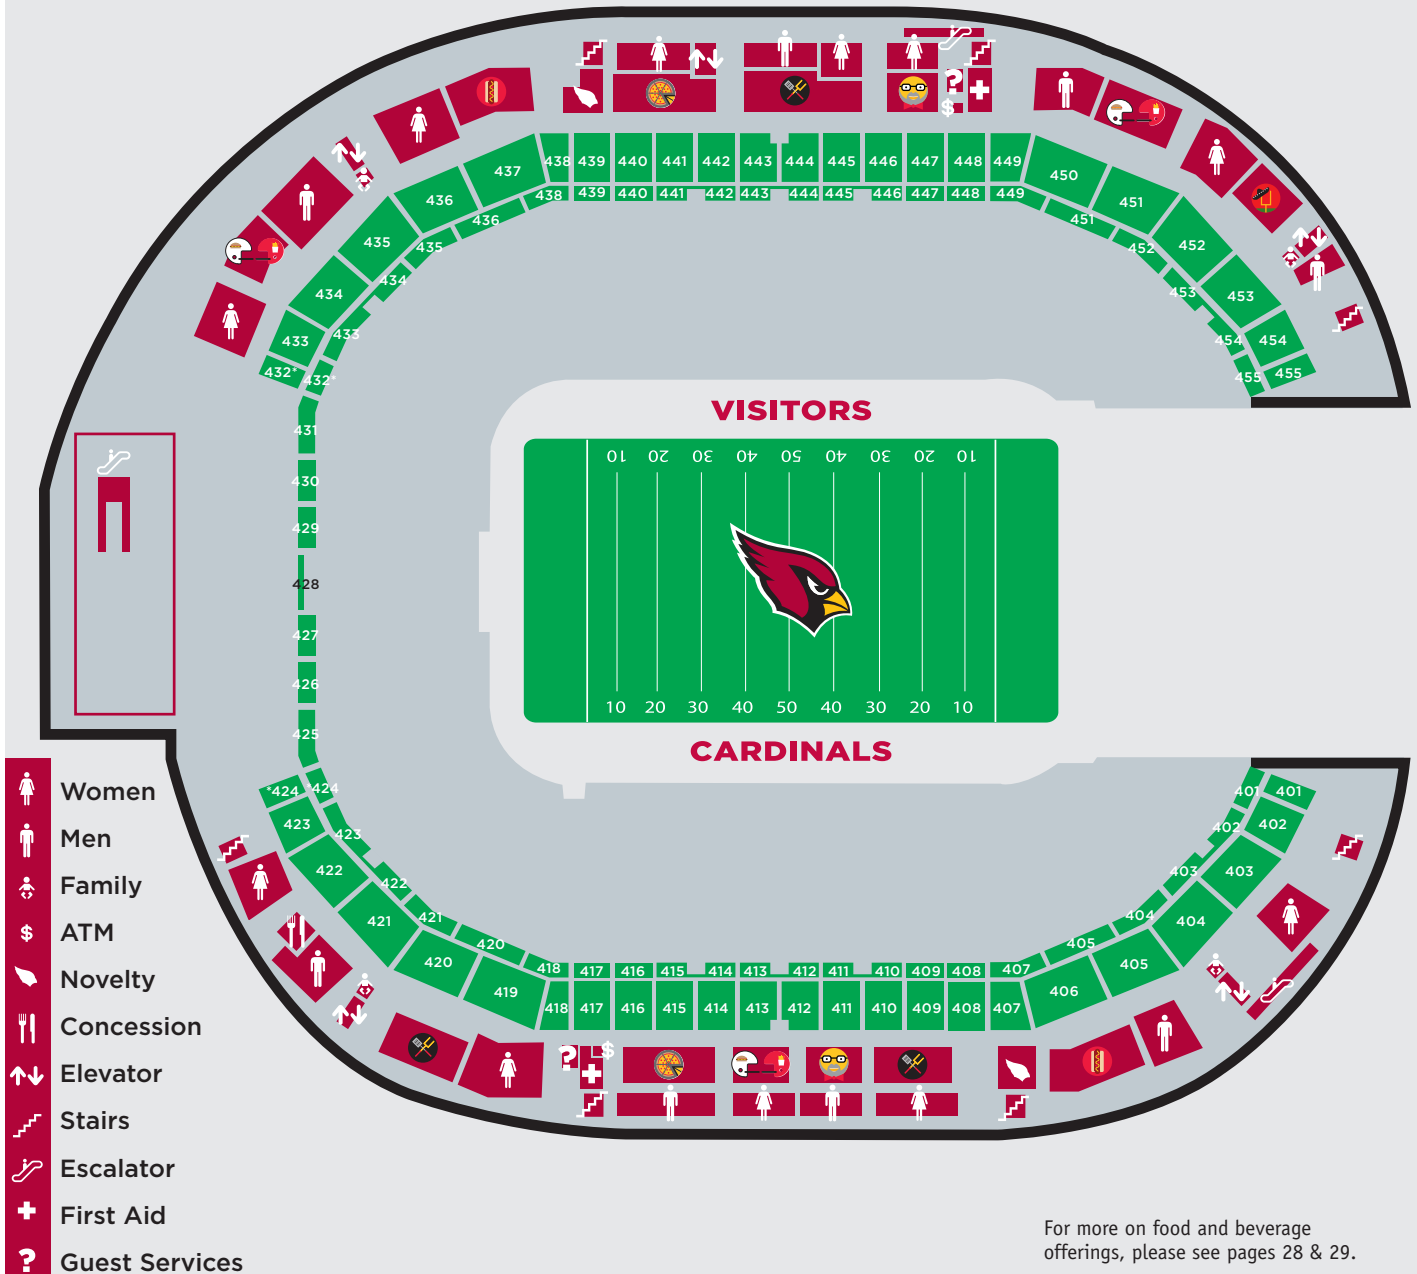 438 439 440 441 442 443 444 445 446 447 448 449
437 450
438 439 440 441 442 443 444 445 446 447 448 449
436 451
436 451
435 452
435 452
434 453
434 453
433 454
433 454
432* 455
432* 455
?
$
VISITORS
10 20 30 40 50 40 30 20 10
431
430
429
428
427
426
425
10 20 30 40 50 40 30 20 10
CARDINALS
*424 *424 401 401
423 402
423 402
422 403
422 403
421 404
421 404
420 405
420 405
419 406
418 417 416 415 414 413 412 411 410 409 408 407
418 417 416 415 414 413 412 411 410 409 408 407
? $
Women
Men
Family
$ ATM
Novelty
Concession
Elevator
Stairs
Escalator
First Aid
? Guest Services
For more on food and beverage
offerings, please see pages 28 & 29.